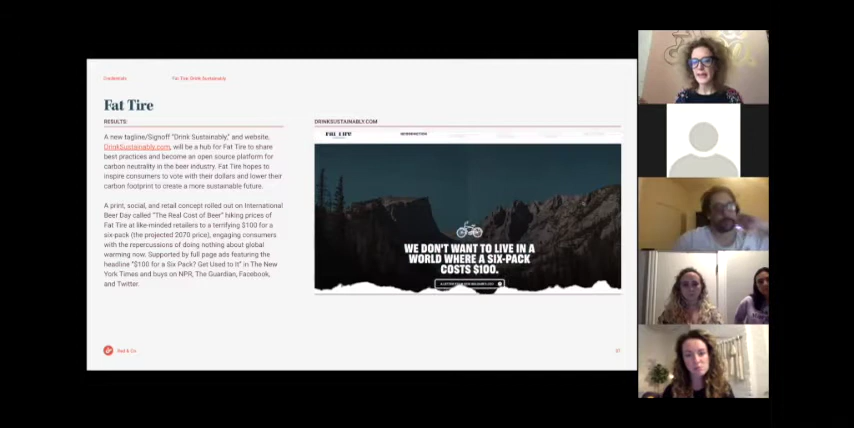 Credentials
Fat Tire Drink Sustainably
Fat Tire
RESULTS:
A new tagline/Signoff "Drink Sustainably," and website,
DrinkSustainably.com, will be a hub for Fat Tire to share
best practices and become an open source platform for
carbon neutrality in the beer industry. Fat Tire hopes to
inspire consumers to vote with their dollars and lower their
carbon footprint to create a more sustainable future.
A print, social, and retail concept rolled out on International
Beer Day called "The Real Cost of Beer" hiking prices of
Fat Tire at like-minded retailers to a terrifying $100 for a
six-pack (the projected 2070 price), engaging consumers
with the repercussions of doing nothing about global
warming now. Supported by full page ads featuring the
headline "$100 for a Six Pack? Get Used to It" in The New
York Times and buys on NPR, The Guardian, Facebook,
and Twitter.
DRINKSUSTAINABLY.COM
FAT TIRE
WE DON'T WANT TO LIVE IN A
WORLD WHERE A SIX-PACK
COSTS $100.
Red & Co